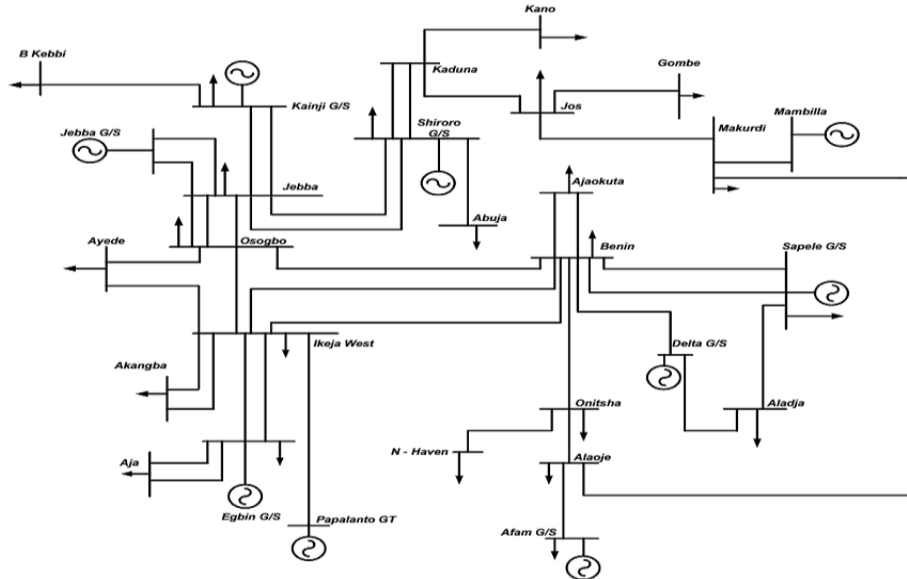 Kano
B Kebbi
Kaduna
Gombe
Kainji G/S
Jos
Mambilla
Shiroro
G/S
Makurdi
Jebba G/S
Jebba
Ajaokuta
Abuja
Ayede
Osogbo
Benin
Sapele G/S
Ikeja West
Delta G/S
Akangba
Onitsha
Aladja
N - Haven
Alaoje
Aja
Egbin G/S
Papalanto GT
Afam G/S